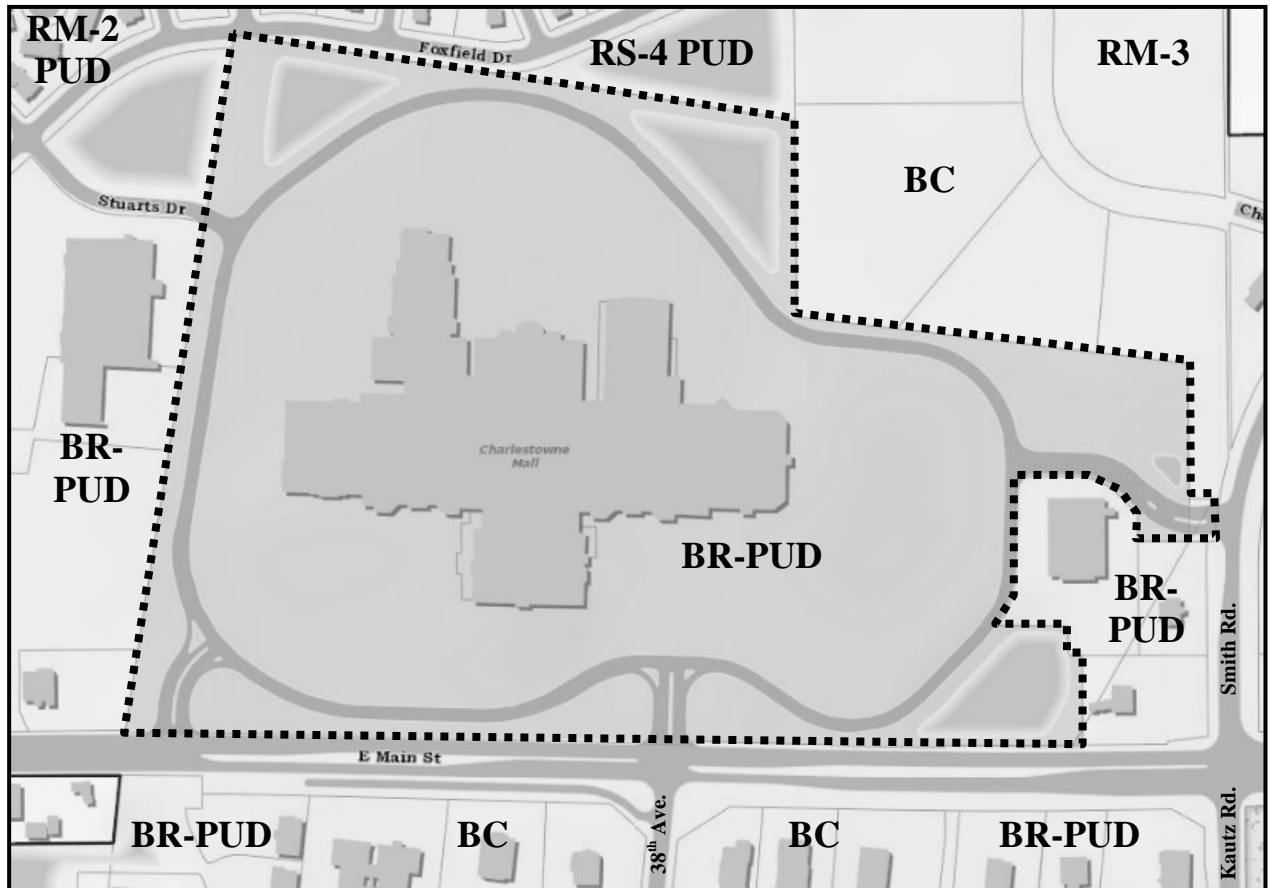 RM-2
PUD
Foxfield Dr
RS-4 PUD
RM-3
BC
Stuarts Dr
Cha
Charlestowne
Mall
BR-
PUD
BR-PUD
BR-
PUD
Smith Rd.
E Main St
BR-PUD
BC
38th Ave.
BC
BR-PUD
Kautz Rd.